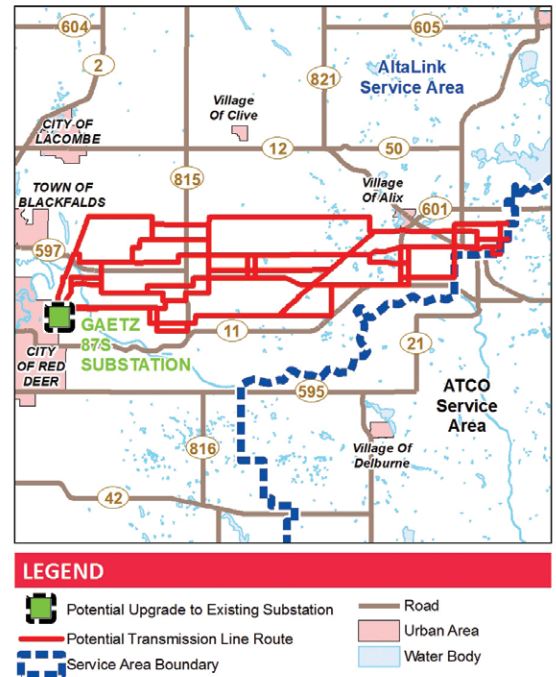 604
605
2
821
AltaLink
Service Area
Village
Of Clive
CITY OF
LACOMBE
12
50
TOWN OF
BLACKFALDS
815
Village
Of Alix
601
597
GAETZ
87S
SUBSTATION
11
CITY
OF RED
DEER
21
595
ATCO
Service
Area
816
Village Of
Delburne
42
LEGEND
Potential Upgrade to Existing Substation
Potential Transmission Line Route
Service Area Boundary
Road
Urban Area
Water Body